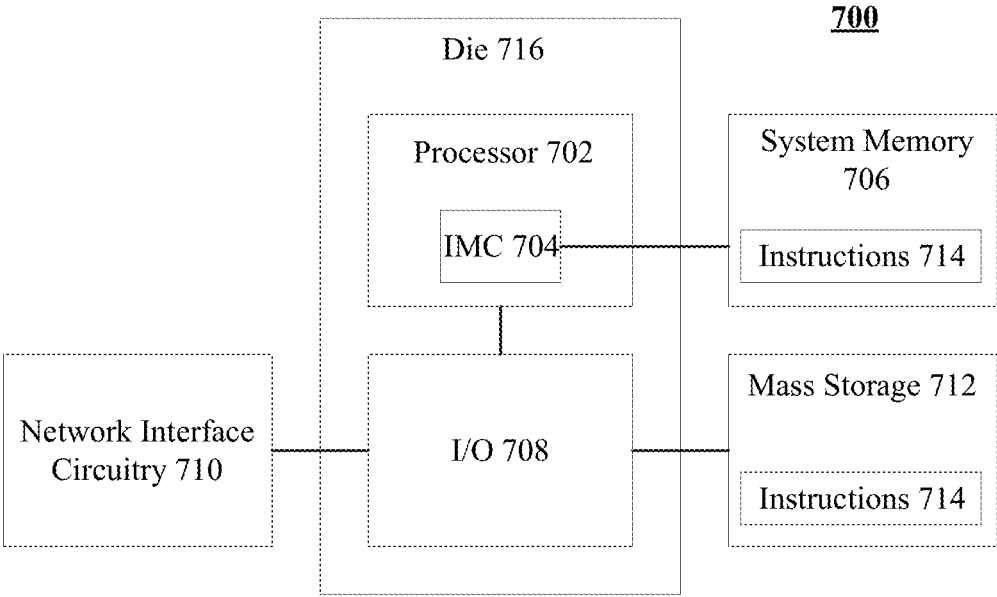 700
Die 716
Processor 702
IMC 704
System Memory
706
Instructions 714
Network Interface
Circuitry 710
I/O 708
Mass Storage 712
Instructions 714